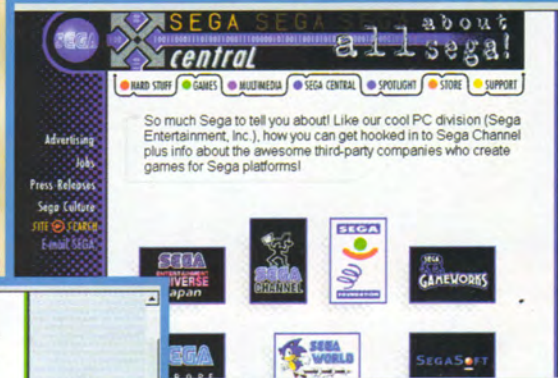 SEGA
SEGA SEGA SEGA
central
about
all sega!
HARD STUFF GAMES MULTIMEDIA SEGA CENTRAL SPOTLIGHT STORE SUPPORT
So much Sega to tell you about! Like our cool PC division (Sega
Entertainment, Inc.), how you can get hooked in to Sega Channel
plus info about the awesome third-party companies who create
games for Sega platforms!
Advertising
Jobs
Press Releases
Sega Culture
SITE SEARCH
E-mail SEGA
SEGA
ENTERTAINMENT
UNIVERSE
Japan
SEGA
CHANNEL
SEGA
FOUNDATION
SEGA
GAMEWORKS
SEGA
SEGA
WORLD
SEGASOFT